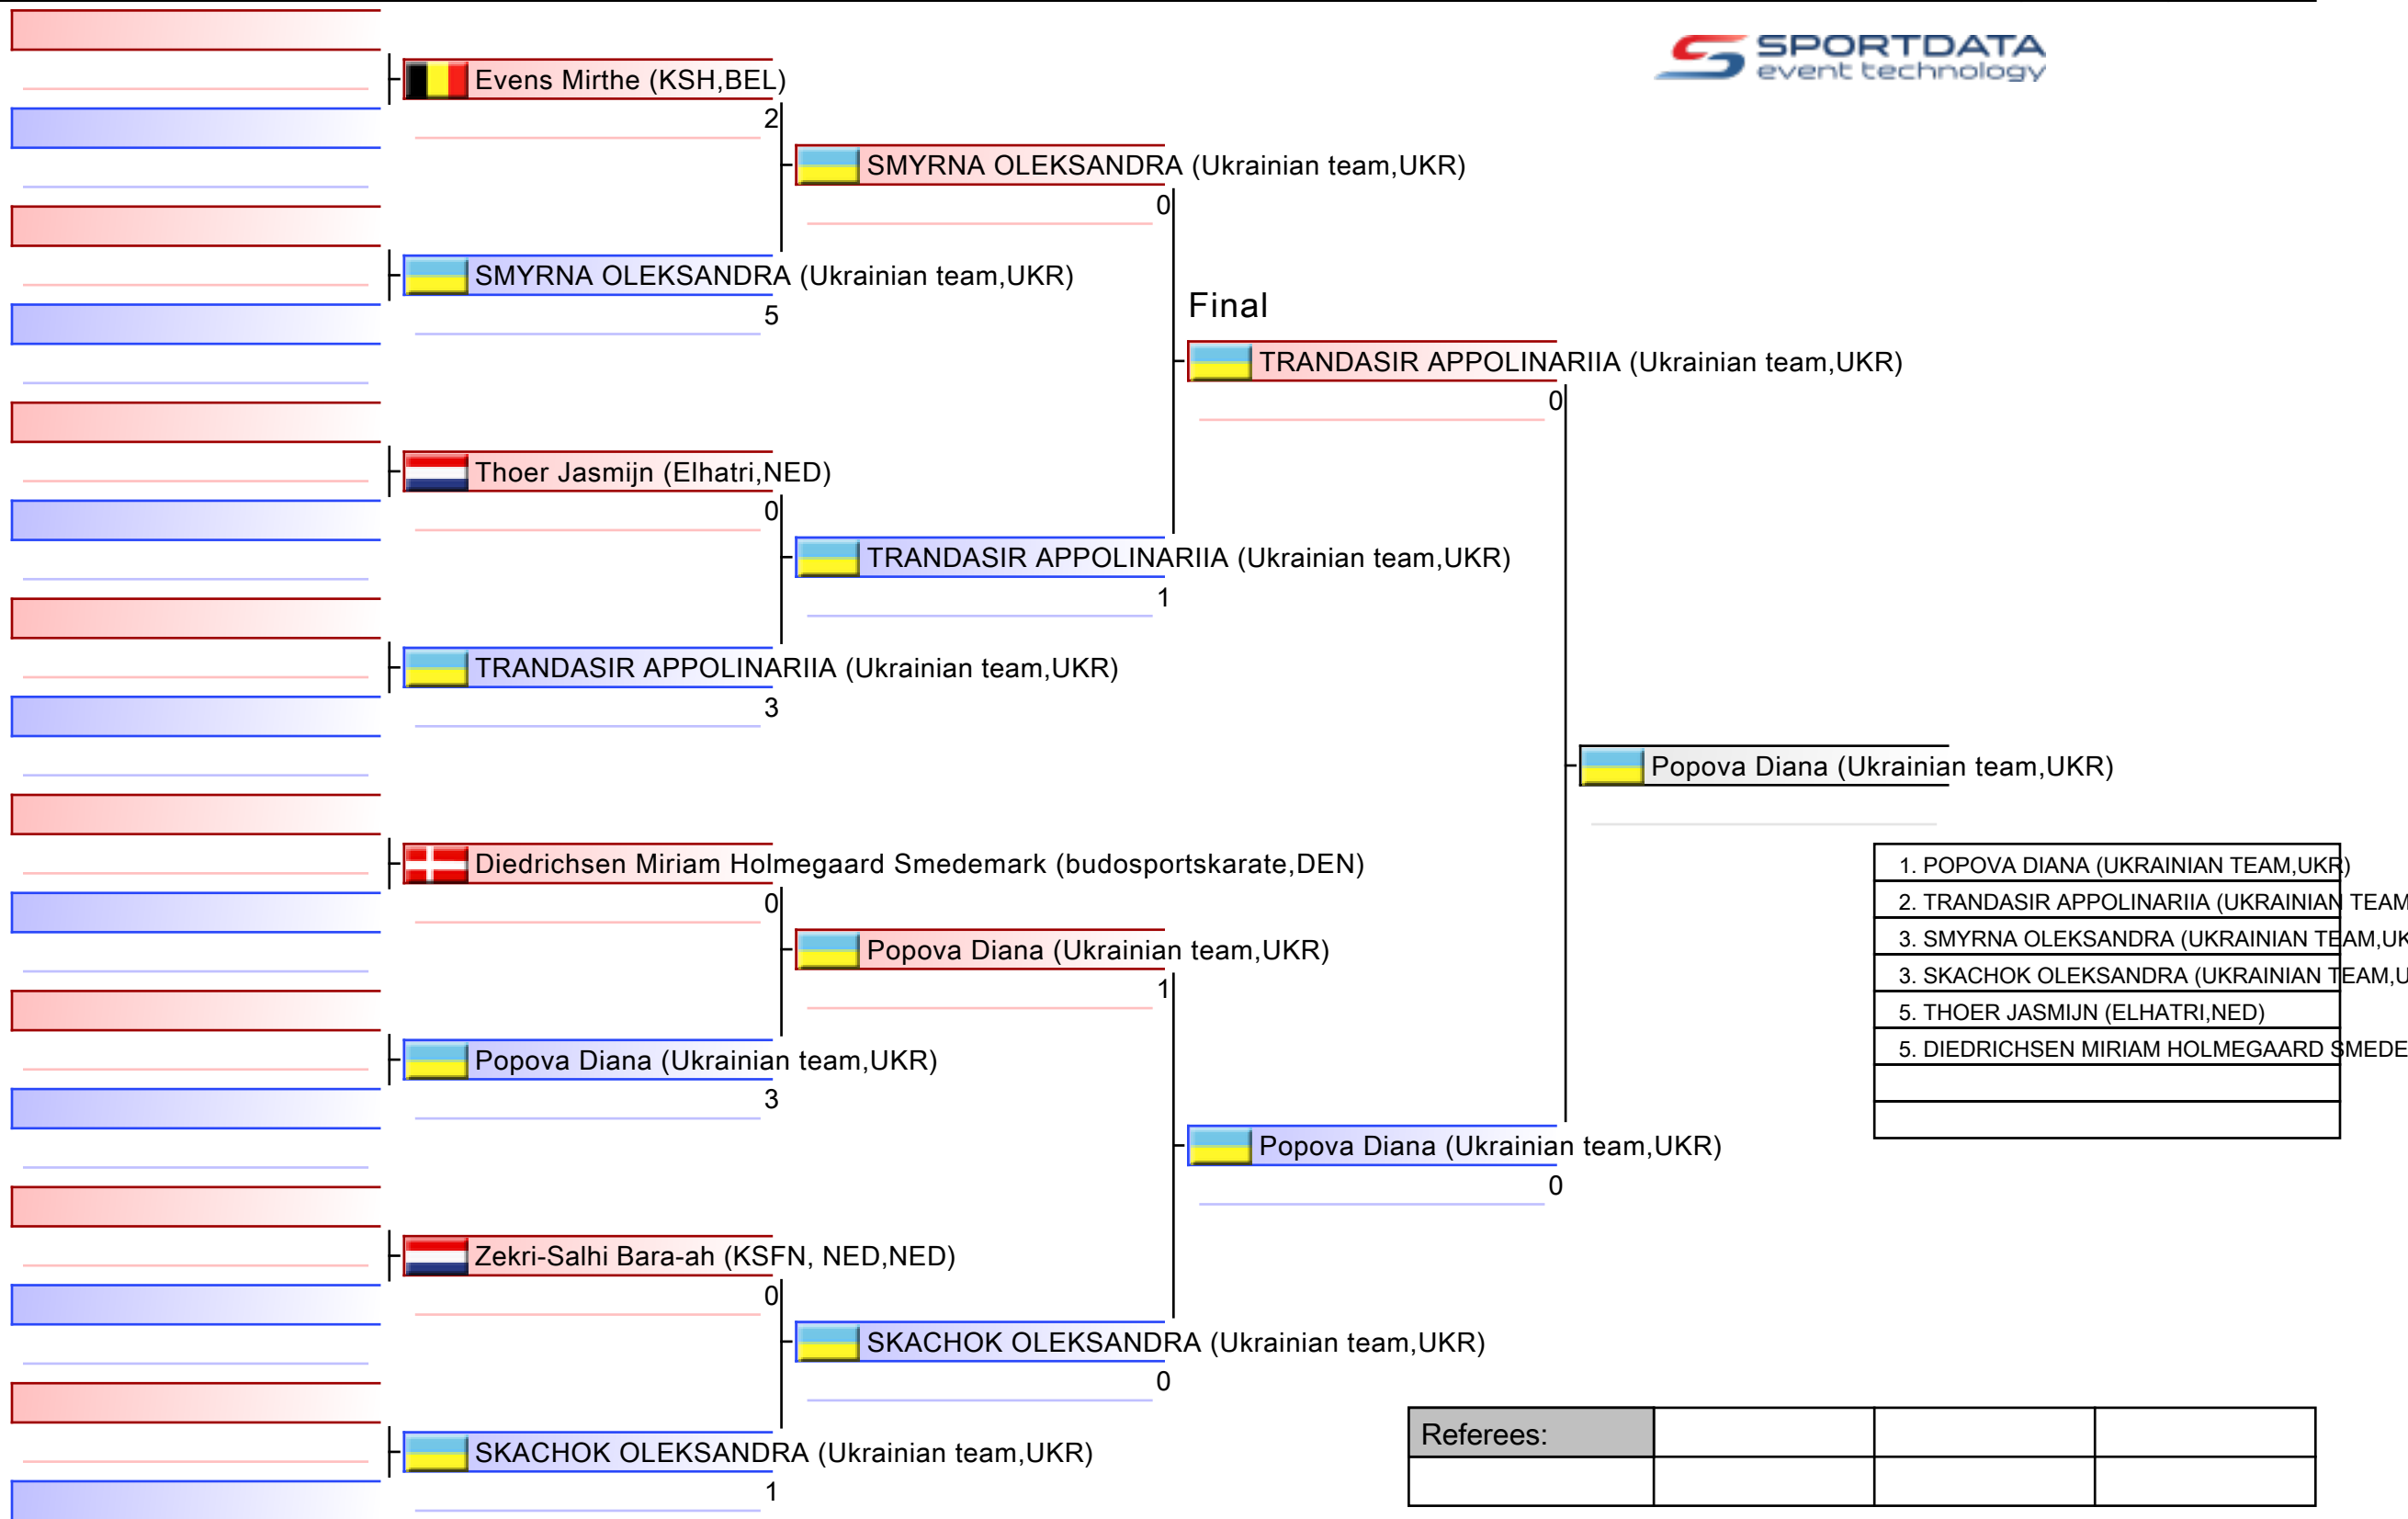 SPORTDATA
event technology
Evens Mirthe (KSH,BEL)
2
SMYRNA OLEKSANDRA (Ukrainian team,UKR)
0
SMYRNA OLEKSANDRA (Ukrainian team,UKR)
5
Final
TRANDASIR APPOLINARIIA (Ukrainian team,UKR)
0
Thoer Jasmijn (Elhatri,NED)
0
TRANDASIR APPOLINARIIA (Ukrainian team,UKR)
1
TRANDASIR APPOLINARIIA (Ukrainian team,UKR)
3
Popova Diana (Ukrainian team,UKR)
Diedrichsen Miriam Holmegaard Smedemark (budosportskarate,DEN)
0
Popova Diana (Ukrainian team,UKR)
1
Popova Diana (Ukrainian team,UKR)
3
Popova Diana (Ukrainian team,UKR)
0
1. POPOVA DIANA (UKRAINIAN TEAM,UKR)
2. TRANDASIR APPOLINARIIA (UKRAINIAN TEAM
3. SMYRNA OLEKSANDRA (UKRAINIAN TEAM,UK
3. SKACHOK OLEKSANDRA (UKRAINIAN TEAM,U
5. THOER JASMIJN (ELHATRI,NED)
5. DIEDRICHSEN MIRIAM HOLMEGAARD SMEDE
Zekri-Salhi Bara-ah (KSFN, NED,NED)
0
SKACHOK OLEKSANDRA (Ukrainian team,UKR)
0
SKACHOK OLEKSANDRA (Ukrainian team,UKR)
1
Referees: